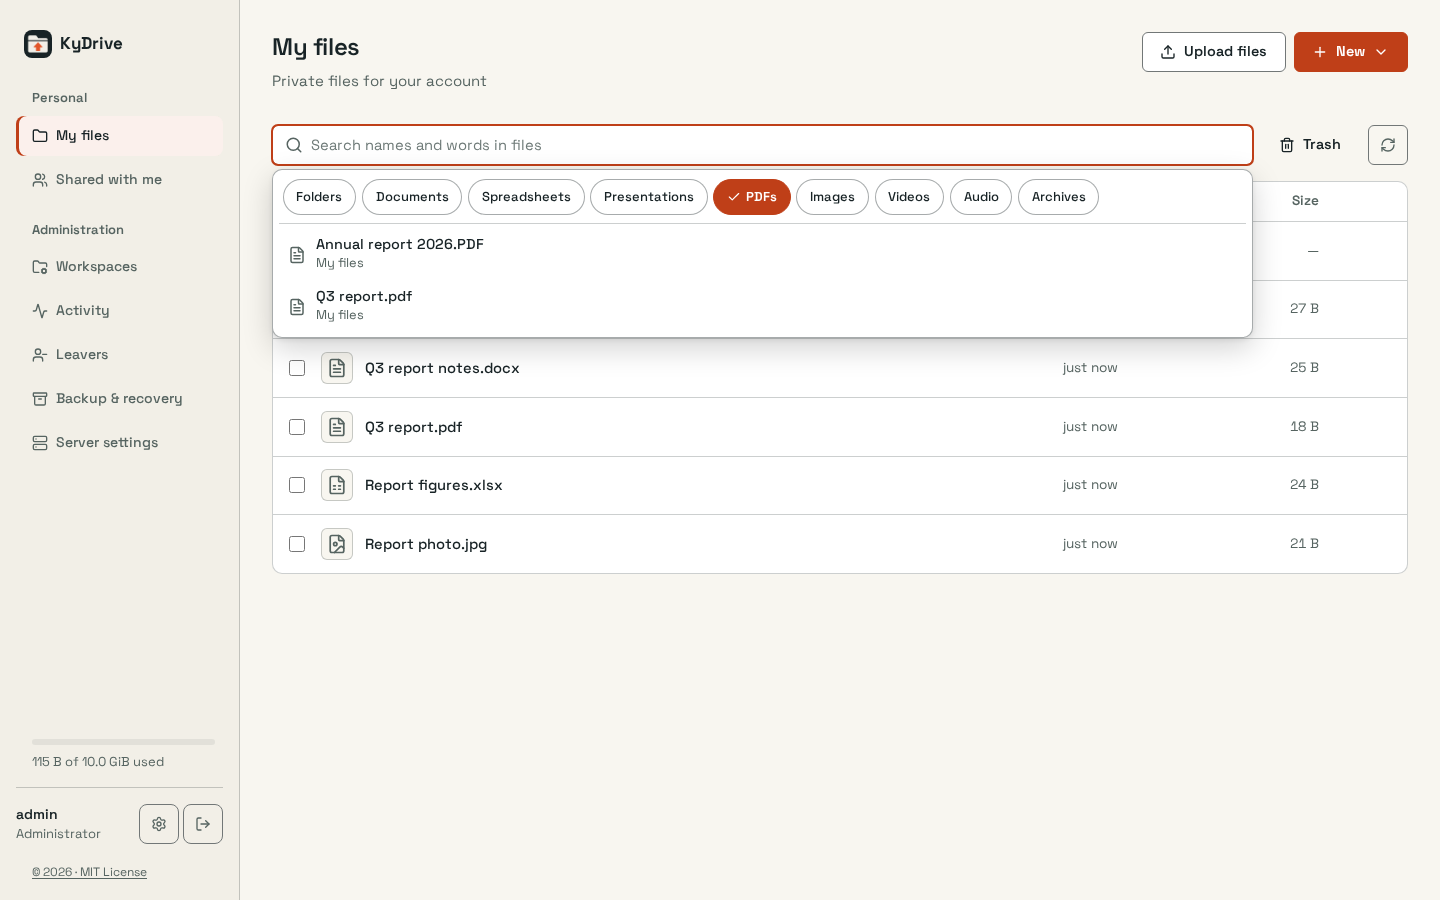 KyDrive
Personal
My files
Shared with me
Administration
Workspaces
Activity
Leavers
Backup & recovery
Server settings
115 B of 10.0 GiB used
admin
Administrator
© 2026 · MIT License
My files
Private files for your account
Upload files
New
Search names and words in files
Trash
Folders
Documents
Spreadsheets
Presentations
PDFs
Images
Videos
Audio
Archives
Annual report 2026.PDF
My files
Q3 report.pdf
My files
Size
—
27 B
Q3 report notes.docx just now 25 B
Q3 report.pdf just now 18 B
Report figures.xlsx just now 24 B
Report photo.jpg just now 21 B